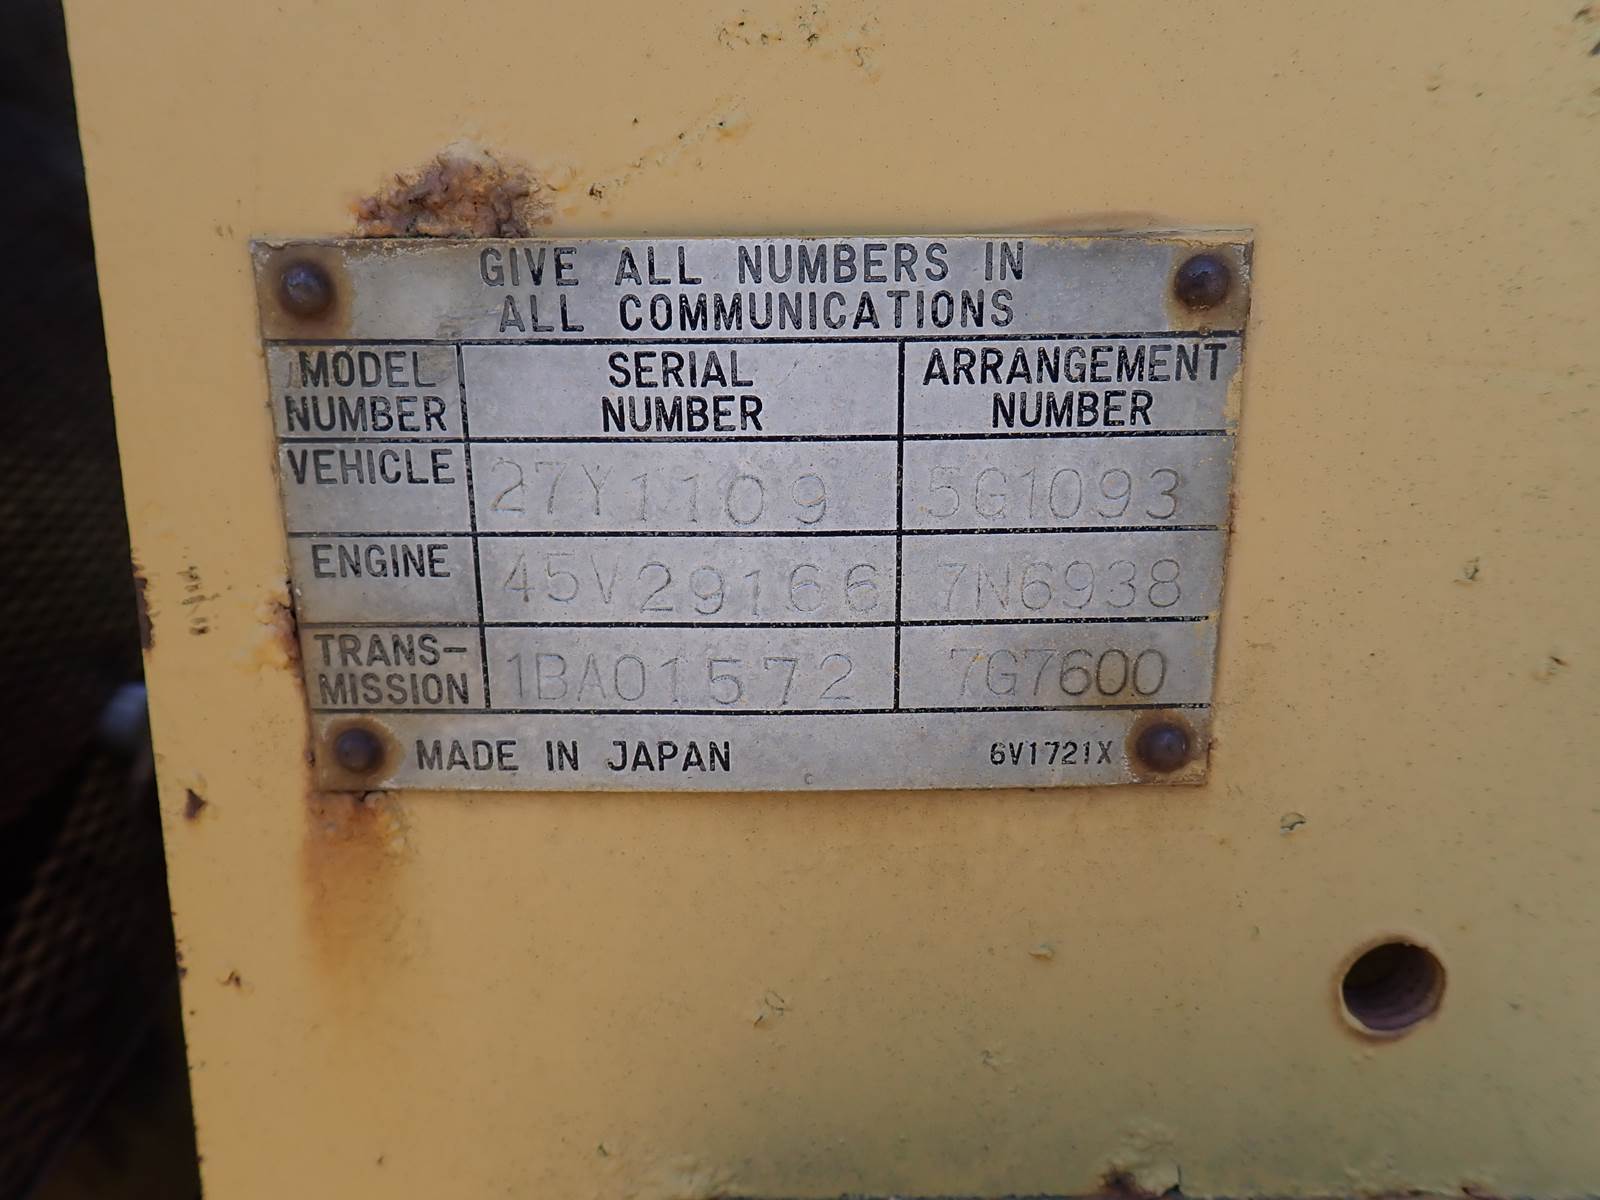 GIVE ALL NUMBERS IN
ALL COMMUNICATIONS
MODEL NUMBER SERIAL NUMBER ARRANGEMENT NUMBER
VEHICLE 27Y1109 5G1093
ENGINE 45V29166 7N6938
TRANS-
MISSION 1BA01572 7G7600
MADE IN JAPAN 6V1721X